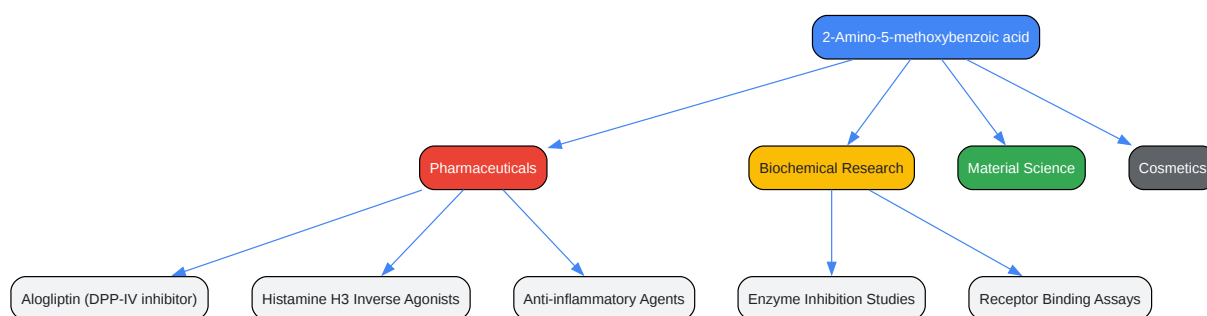 2-Amino-5-methoxybenzoic acid
Pharmaceuticals
Biochemical Research
Material Science
Cosmetics
Alogliptin (DPP-IV inhibitor)
Histamine H3 Inverse Agonists
Anti-inflammatory Agents
Enzyme Inhibition Studies
Receptor Binding Assays